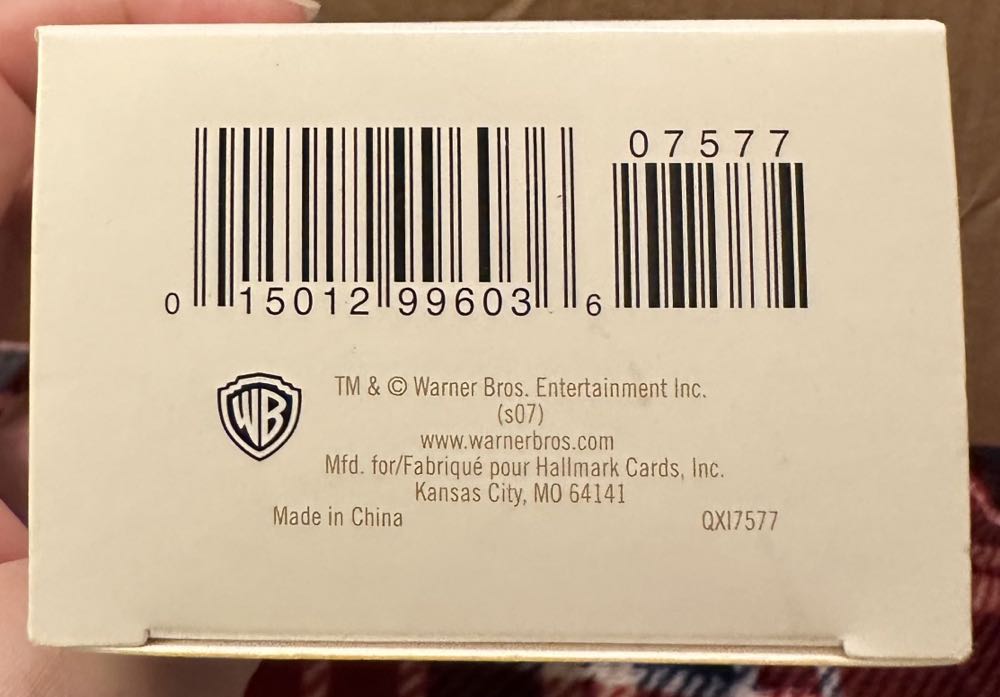 07577
0 15012 99603 6
WB
TM & © Warner Bros. Entertainment Inc.
(s07)
www.warnerbros.com
Mfd. for/Fabriqué pour Hallmark Cards, Inc.
Kansas City, MO 64141
Made in China QXI7577